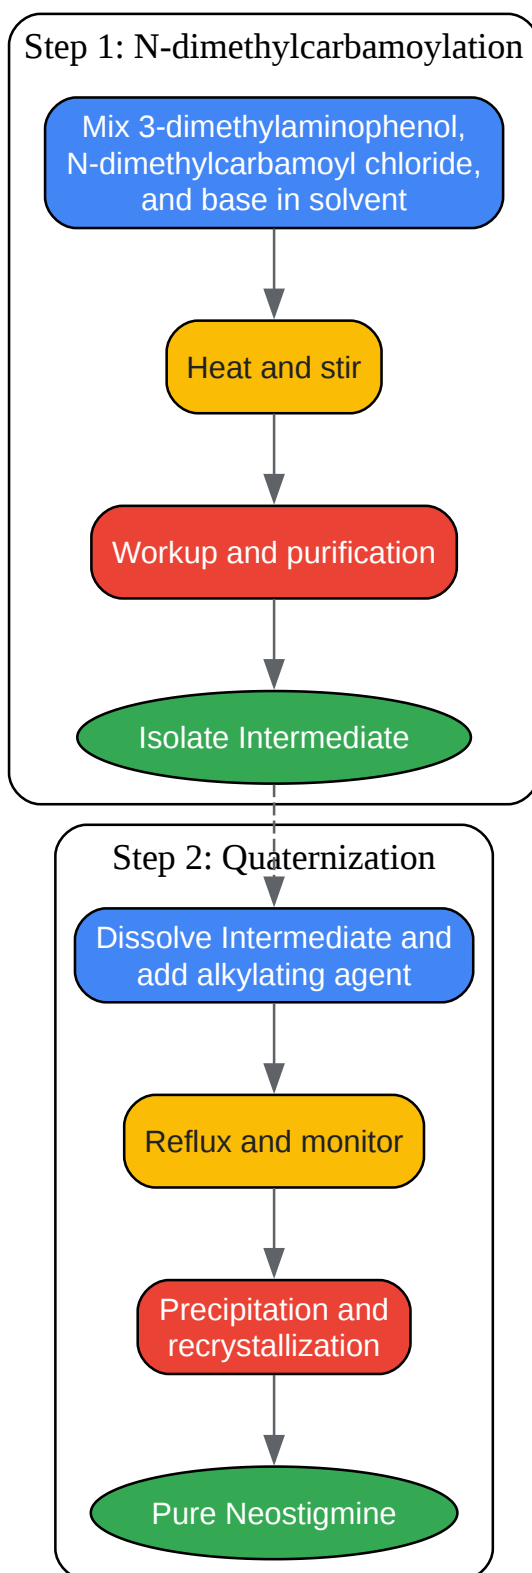 Step 1: N-dimethylcarbamoylation
Mix 3-dimethylaminophenol,
N-dimethylcarbamoyl chloride,
and base in solvent
Heat and stir
Workup and purification
Isolate Intermediate
Step 2: Quaternization
Dissolve Intermediate and
add alkylating agent
Reflux and monitor
Precipitation and
recrystallization
Pure Neostigmine